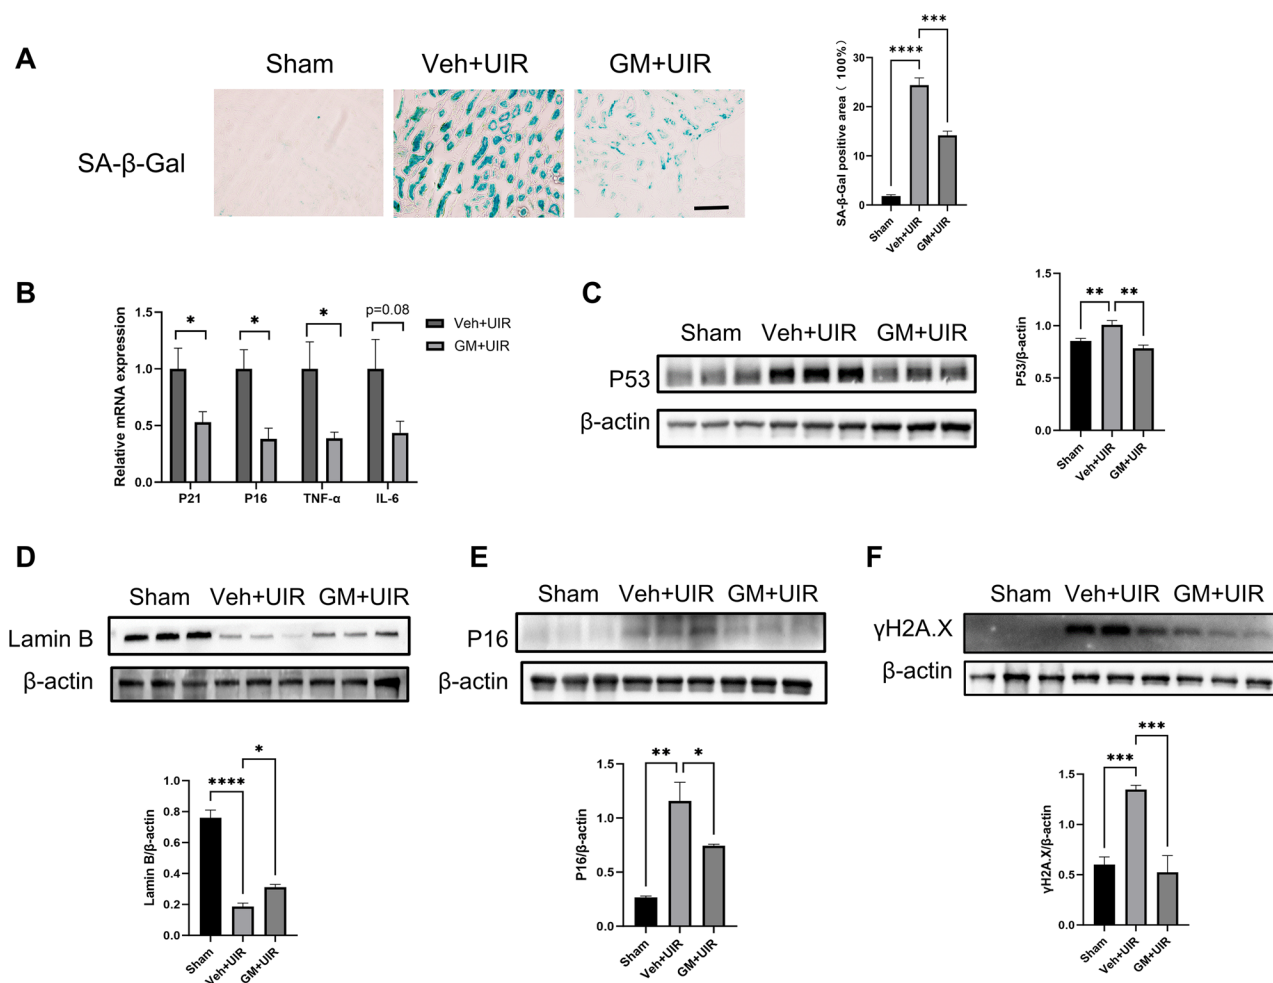 A
Sham
Veh+UIR
GM+UIR
SA-β-Gal
SA-β-Gal positive area ( 100% )
30
20
10
0
****
***
Sham
Veh+UIR
GM+UIR
B
Relative mRNA expression
1.5
1.0
0.5
0.0
*
*
*
p=0.08
Veh+UIR
GM+UIR
P21
P16
TNF-α
IL-6
C
Sham
Veh+UIR
GM+UIR
P53
β-actin
P53/β-actin
1.5
1.0
0.5
0.0
**
**
Sham
Veh+UIR
GM+UIR
D
Sham
Veh+UIR
GM+UIR
Lamin B
β-actin
Lamin B/β-actin
1.0
0.8
0.6
0.4
0.2
0.0
****
*
Sham
Veh+UIR
GM+UIR
E
Sham
Veh+UIR
GM+UIR
P16
β-actin
P16/β-actin
1.5
1.0
0.5
0.0
**
*
Sham
Veh+UIR
GM+UIR
F
Sham
Veh+UIR
GM+UIR
γH2A.X
β-actin
γH2A.X/β-actin
1.5
1.0
0.5
0.0
***
***
Sham
Veh+UIR
GM+UIR